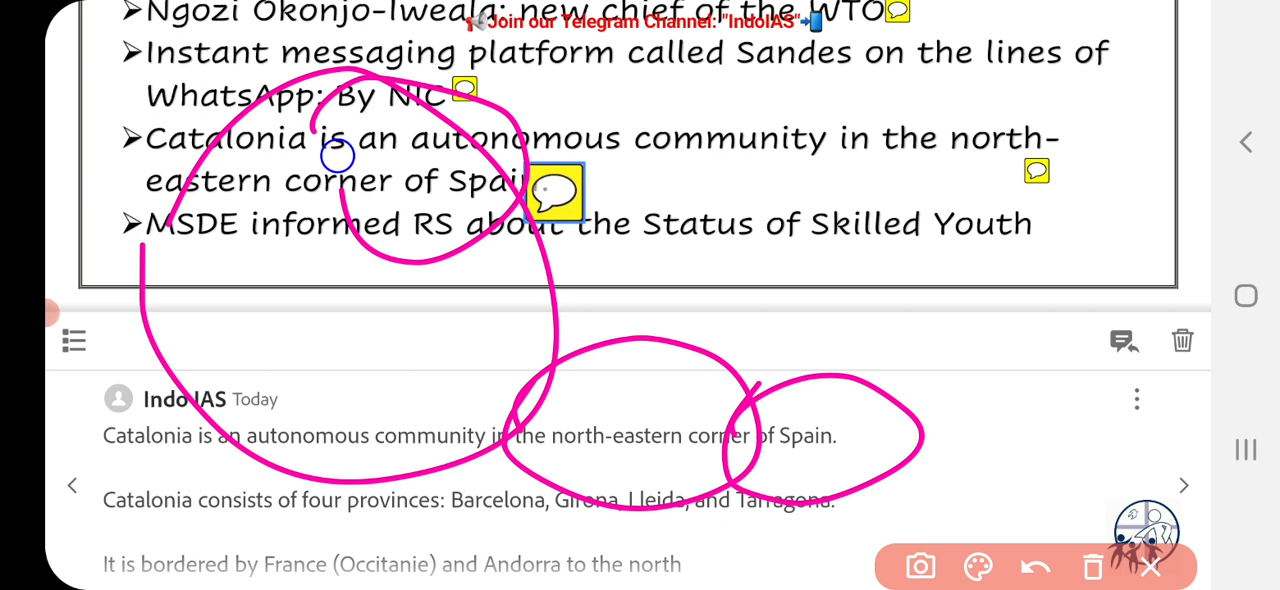 ➤Ngozi Okonjo-Iweala: new chief of the WTO
📢Join our Telegram Channel: "IndoIAS"📲
➤Instant messaging platform called Sandes on the lines of
WhatsApp: By NIC
➤Catalonia is an autonomous community in the north-
eastern corner of Spain.
➤MSDE informed RS about the Status of Skilled Youth
Indo IAS Today
Catalonia is an autonomous community in the north-eastern corner of Spain.
Catalonia consists of four provinces: Barcelona, Girona, Lleida, and Tarragona.
It is bordered by France (Occitanie) and Andorra to the north